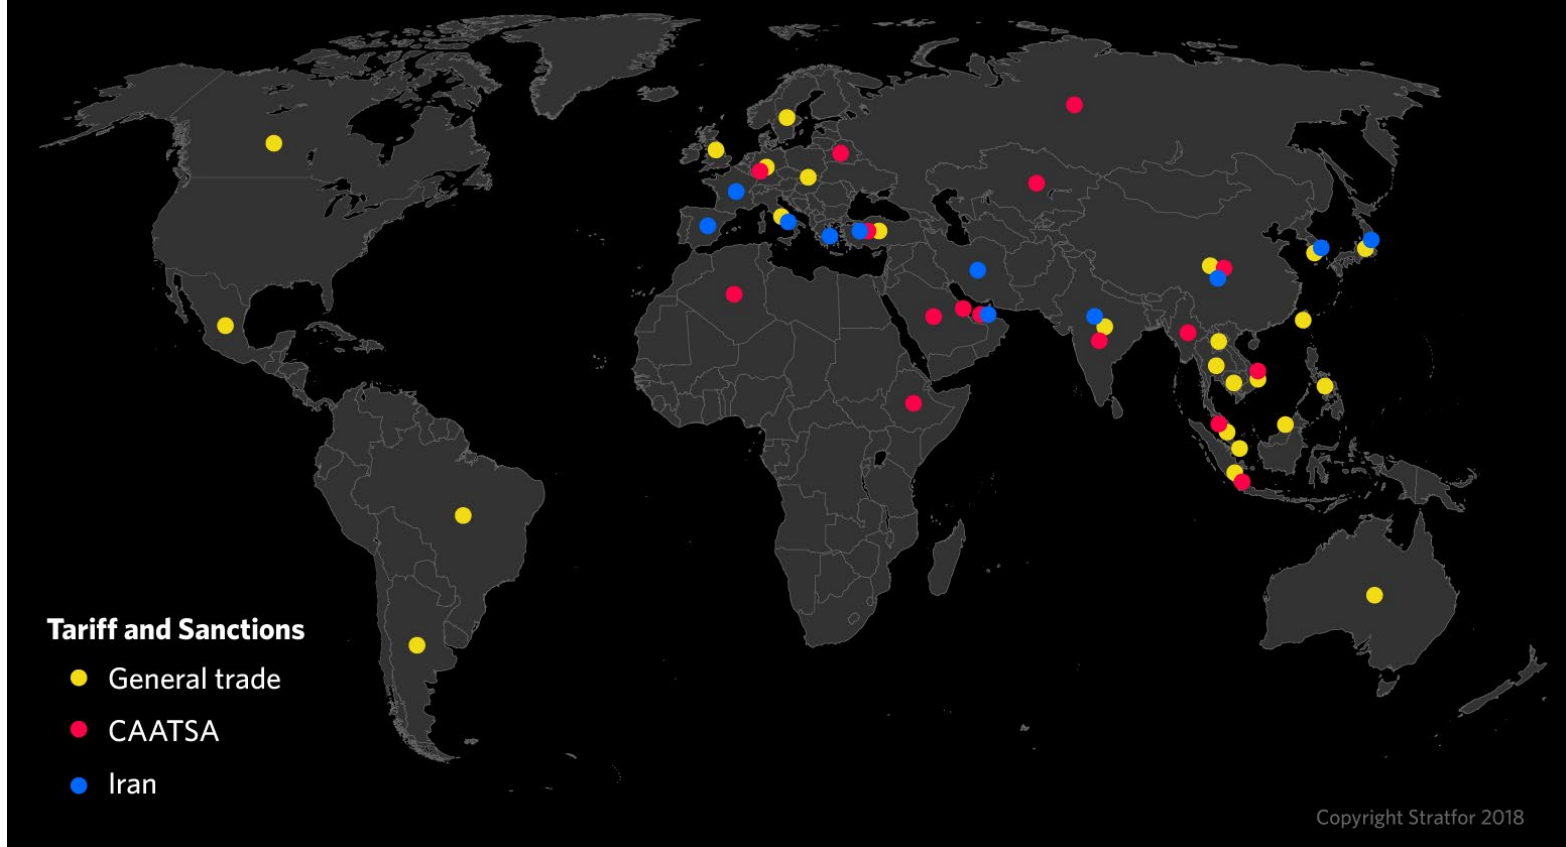 Tariff and Sanctions
General trade
CAATSA
Iran
Copyright Stratfor 2018